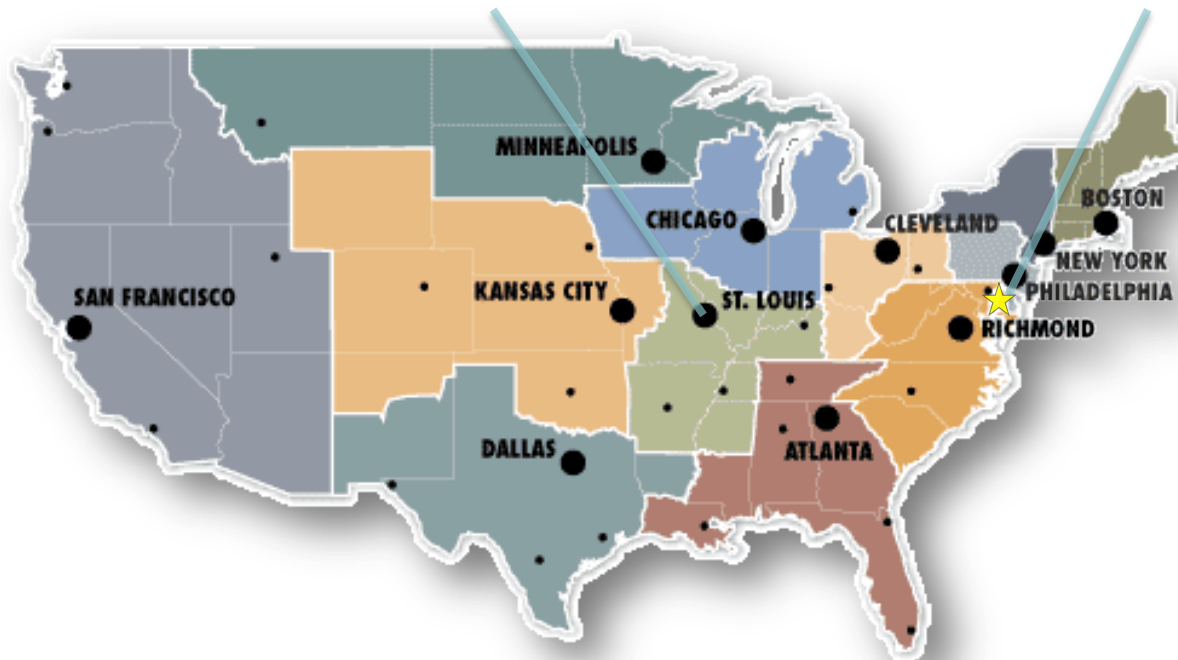 MINNEAPOLIS
BOSTON
CHICAGO
CLEVELAND
NEW YORK
SAN FRANCISCO
KANSAS CITY
ST. LOUIS
PHILADELPHIA
RICHMOND
DALLAS
ATLANTA